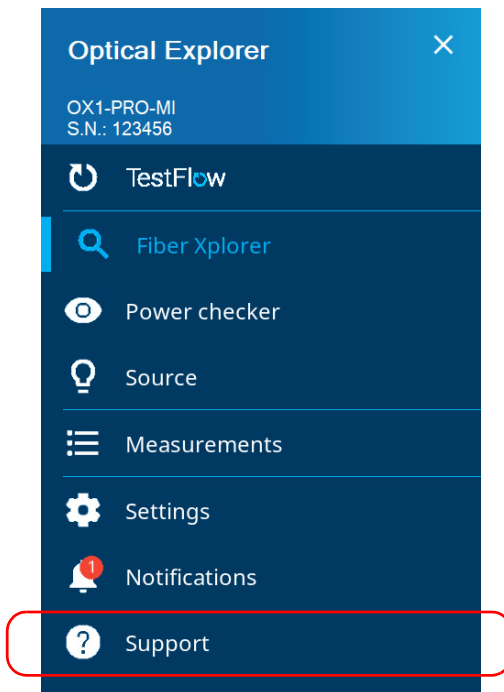 Optical Explorer
OX1-PRO-MI
S.N.: 123456
TestFlow
Fiber Xplorer
Power checker
Source
Measurements
Settings
1
Notifications
?
Support